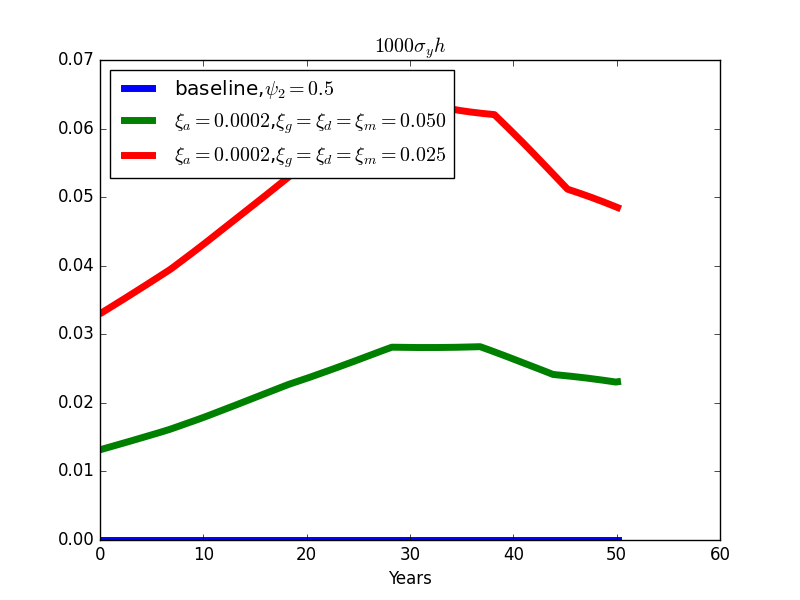 1000σ_y h
0.07
0.06
0.05
0.04
0.03
0.02
0.01
0.00
baseline,ψ₂ = 0.5
ξ_a = 0.0002,ξ_g = ξ_d = ξ_m = 0.050
ξ_a = 0.0002,ξ_g = ξ_d = ξ_m = 0.025
0 10 20 30 40 50 60
Years